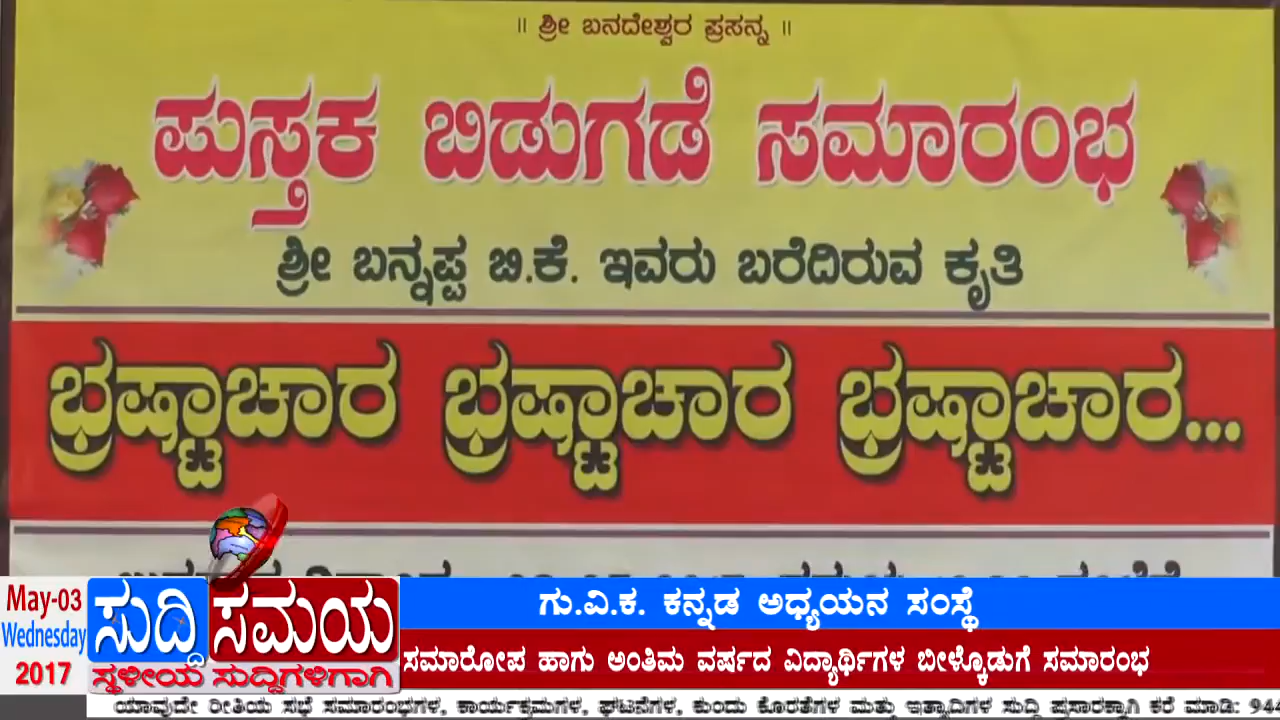 ॥ ಶ್ರೀ ಬನದೇಶ್ವರ ಪ್ರಸನ್ನ ॥
ಪುಸ್ತಕ ಬಿಡುಗಡೆ ಸಮಾರಂಭ
ಶ್ರೀ ಬನ್ನಪ್ಪ ಬಿ.ಕೆ. ಇವರು ಬರೆದಿರುವ ಕೃತಿ
ಭ್ರಷ್ಟಾಚಾರ ಭ್ರಷ್ಟಾಚಾರ ಭ್ರಷ್ಟಾಚಾರ...
May-03
Wednesday
2017
ಸುದ್ದಿ ಸಮಯ
ಸ್ಥಳೀಯ ಸುದ್ದಿಗಳಿಗಾಗಿ
ಗು.ವಿ.ಕ. ಕನ್ನಡ ಅಧ್ಯಯನ ಸಂಸ್ಥೆ
ಸಮಾರೋಪ ಹಾಗು ಅಂತಿಮ ವರ್ಷದ ವಿದ್ಯಾರ್ಥಿಗಳ ಬೀಳ್ಕೊಡುಗೆ ಸಮಾರಂಭ
ಯಾವುದೇ ರೀತಿಯ ಸಭೆ ಸಮಾರಂಭಗಳ, ಕಾರ್ಯಕ್ರಮಗಳ, ಘಟನೆಗಳ, ಕುಂದು ಕೊರತೆಗಳ ಮತ್ತು ಇತ್ಯಾದಿಗಳ ಸುದ್ದಿ ಪ್ರಸಾರಕ್ಕಾಗಿ ಕರೆ ಮಾಡಿ: 944